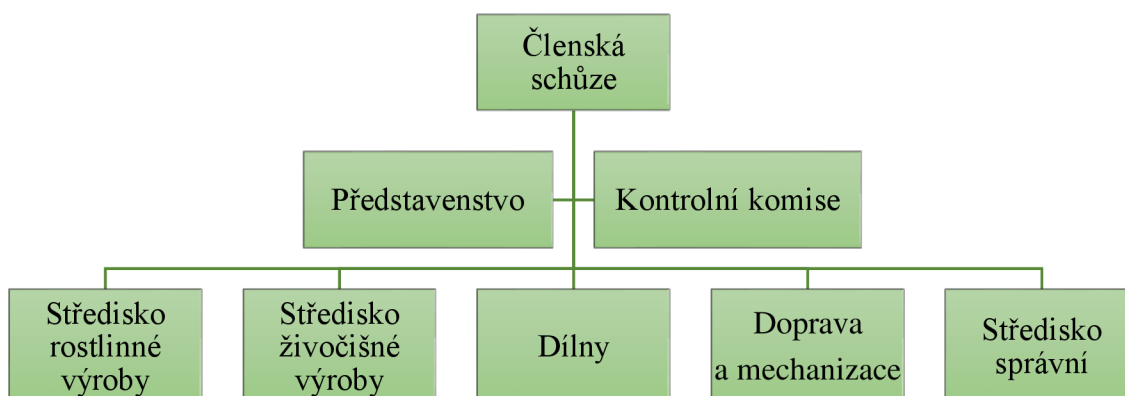 Členská
schůze
Představenstvo
Kontrolní komise
Středisko
rostlinné
výroby
Středisko
živočišné
výroby
Dílny
Doprava
a mechanizace
Středisko
správní